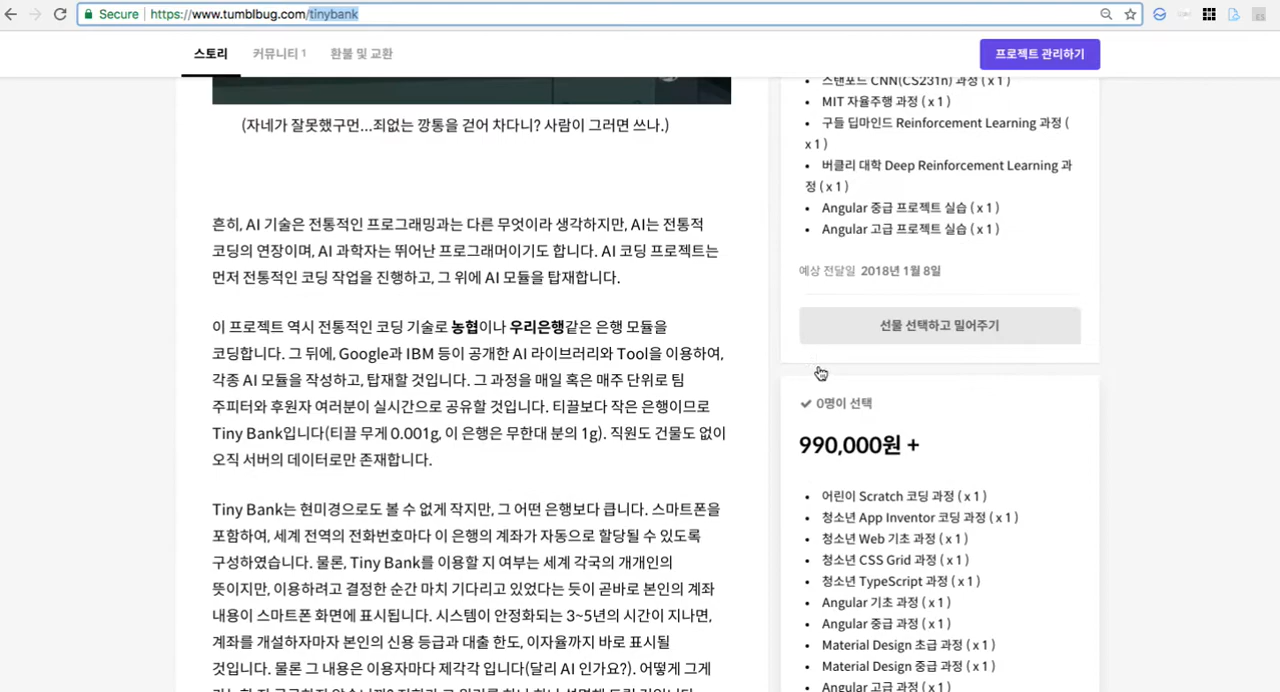 Secure https://www.tumblbug.com/tinybank
스토리 커뮤니티 1 환불 및 교환 프로젝트 관리하기
(자네가 잘못했구먼...죄없는 깡통을 걷어 차다니? 사람이 그러면 쓰나.)
흔히, AI 기술은 전통적인 프로그래밍과는 다른 무엇이라 생각하지만, AI는 전통적
코딩의 연장이며, AI 과학자는 뛰어난 프로그래머이기도 합니다. AI 코딩 프로젝트는
먼저 전통적인 코딩 작업을 진행하고, 그 위에 AI 모듈을 탑재합니다.
이 프로젝트 역시 전통적인 코딩 기술로 농협이나 우리은행같은 은행 모듈을
코딩합니다. 그 뒤에, Google과 IBM 등이 공개한 AI 라이브러리와 Tool을 이용하여,
각종 AI 모듈을 작성하고, 탑재할 것입니다. 그 과정을 매일 혹은 매주 단위로 팀
주피터와 후원자 여러분이 실시간으로 공유할 것입니다. 티끌보다 작은 은행이므로
Tiny Bank입니다(티끌 무게 0.001g, 이 은행은 무한대 분의 1g). 직원도 건물도 없이
오직 서버의 데이터로만 존재합니다.
Tiny Bank는 현미경으로도 볼 수 없게 작지만, 그 어떤 은행보다 큽니다. 스마트폰을
포함하여, 세계 전역의 전화번호마다 이 은행의 계좌가 자동으로 할당될 수 있도록
구성하였습니다. 물론, Tiny Bank를 이용할 지 여부는 세계 각국의 개개인의
뜻이지만, 이용하려고 결정한 순간 마치 기다리고 있었다는 듯이 곧바로 본인의 계좌
내용이 스마트폰 화면에 표시됩니다. 시스템이 안정화되는 3~5년의 시간이 지나면,
계좌를 개설하자마자 본인의 신용 등급과 대출 한도, 이자율까지 바로 표시될
것입니다. 물론 그 내용은 이용자마다 제각각 입니다(달리 AI 인가요?). 어떻게 그게
스탠포드 CNN(CS231n) 과정 ( x 1 )
MIT 자율주행 과정 ( x 1 )
구들 딥마인드 Reinforcement Learning 과정 (
x 1 )
버클리 대학 Deep Reinforcement Learning 과
정 ( x 1 )
Angular 중급 프로젝트 실습 ( x 1 )
Angular 고급 프로젝트 실습 ( x 1 )
예상 전달일 2018년 1월 8일
선물 선택하고 밀어주기
0명이 선택
990,000원 +
어린이 Scratch 코딩 과정 ( x 1 )
청소년 App Inventor 코딩 과정 ( x 1 )
청소년 Web 기초 과정 ( x 1 )
청소년 CSS Grid 과정 ( x 1 )
청소년 TypeScript 과정 ( x 1 )
Angular 기초 과정 ( x 1 )
Angular 중급 과정 ( x 1 )
Material Design 초급 과정 ( x 1 )
Material Design 중급 과정 ( x 1 )
Angular 고급 과정 ( x 1 )